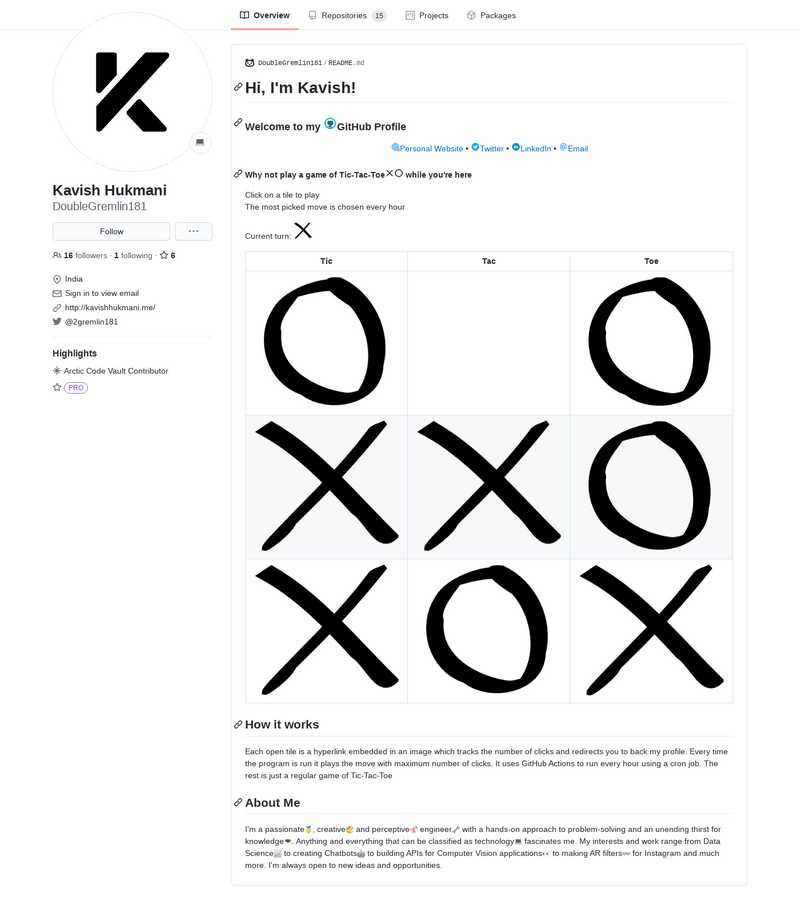 Overview
Repositories 15
Projects
Packages
Kavish Hukmani
DoubleGremlin181
Follow
16 followers · 1 following · 6
India
Sign in to view email
http://kavishhukmani.me/
@2gremlin181
Highlights
Arctic Code Vault Contributor
PRO
DoubleGremlin181 / README.md
Hi, I'm Kavish!
Welcome to my GitHub Profile
Personal Website • Twitter • LinkedIn • Email
Why not play a game of Tic-Tac-Toe while you're here
Click on a tile to play
The most picked move is chosen every hour
Current turn:
Tic Tac Toe
How it works
Each open tile is a hyperlink embedded in an image which tracks the number of clicks and redirects you to back my profile. Every time
the program is run it plays the move with maximum number of clicks. It uses GitHub Actions to run every hour using a cron job. The
rest is just a regular game of Tic-Tac-Toe
About Me
I'm a passionate, creative and perceptive engineer with a hands-on approach to problem-solving and an unending thirst for
knowledge. Anything and everything that can be classified as technology fascinates me. My interests and work range from Data
Science to creating Chatbots to building APIs for Computer Vision applications to making AR filters for Instagram and much
more. I'm always open to new ideas and opportunities.